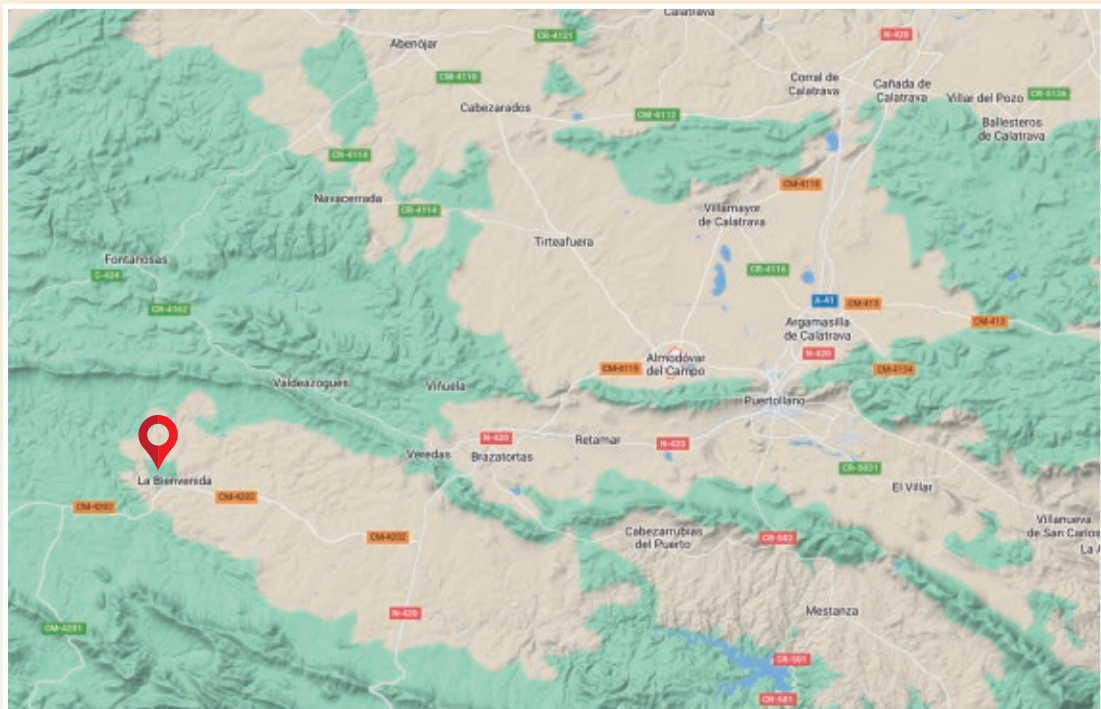 Calatrava
Abenójar
CR-4121
N-420
CM-4110
Corral de
Calatrava
Cañada de
Calatrava
Villar del Pozo
Cabezarados
CM-4112
Ballesteros
de Calatrava
CR-4114
CM-4118
Navacerrada
CR-4114
Villamayor
de Calatrava
Tirteafuera
Fontanosas
C-424
CR-4116
A-41
CM-413
CR-4162
CM-413
Argamasilla
de Calatrava
N-420
Almodóvar
del Campo
CM-4115
CM-4134
Valdeazogues
Viñuela
Puertollano
N-420
Retamar
N-420
Veredas
Brazatortas
CR-5031
La Bienvenida
El Villar
CM-4202
CM-4202
Villanueva
de San Carlos
CM-4202
Cabezarrubias
del Puerto
CR-502
La
N-420
Mestanza
CM-4201
CR-501
CR-501